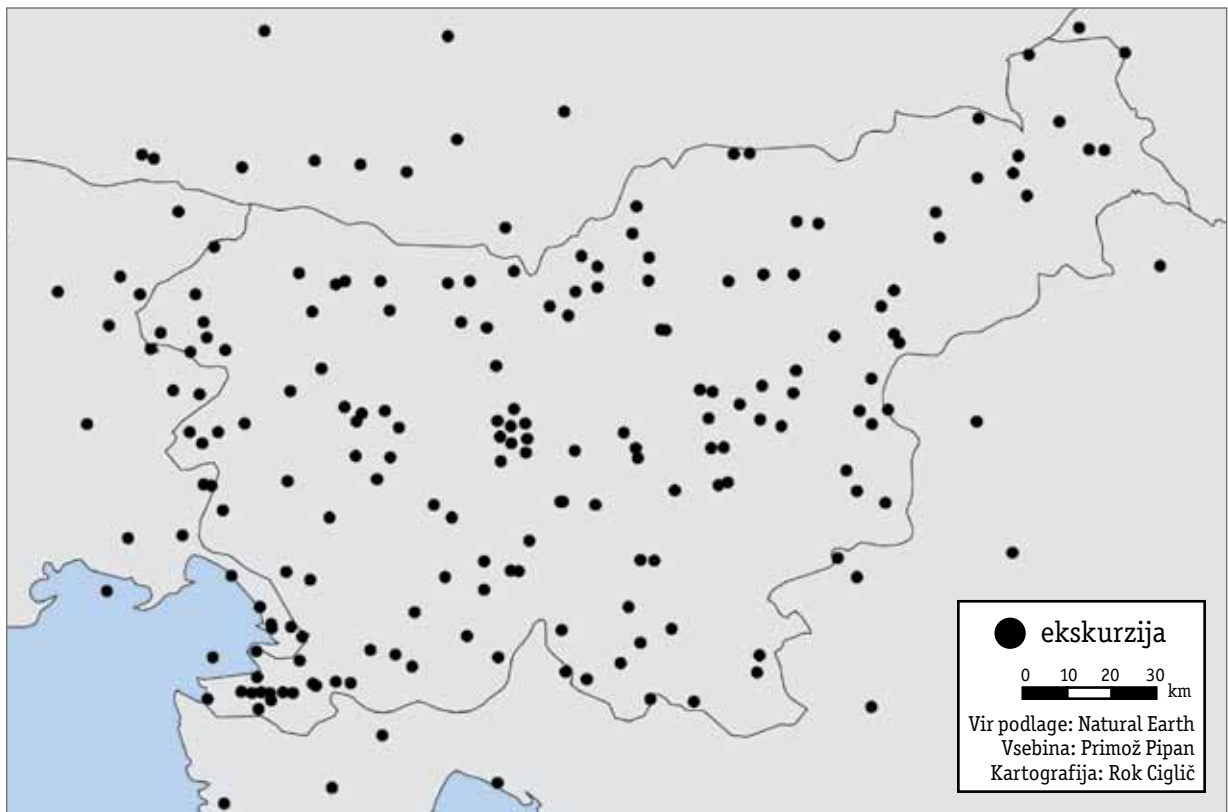 ekskurzija
0 10 20 30
km
Vir podlage: Natural Earth
Vsebina: Primož Pipan
Kartografija: Rok Ciglič